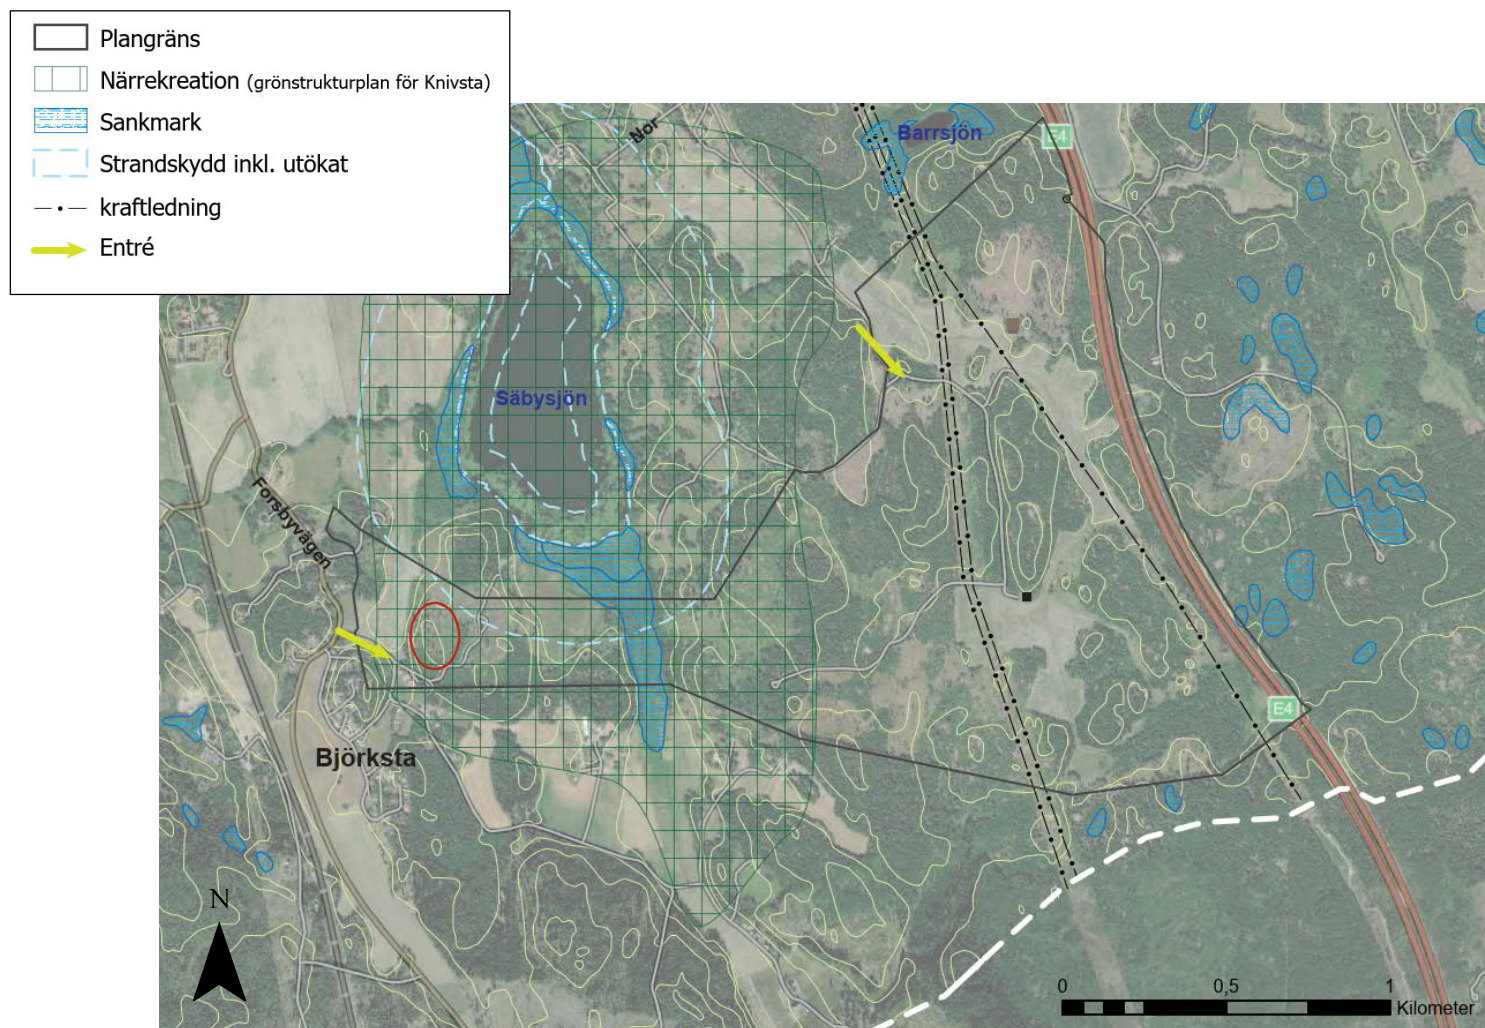 Plangräns
Närrekreation (grönstrukturplan för Knivsta)
Sankmark
Strandskydd inkl. utökat
kraftledning
Entré
Nor
Barrsjön
E4
Säbysjön
Forsbyvägen
E4
Björksta
N
0 0,5 1
Kilometer